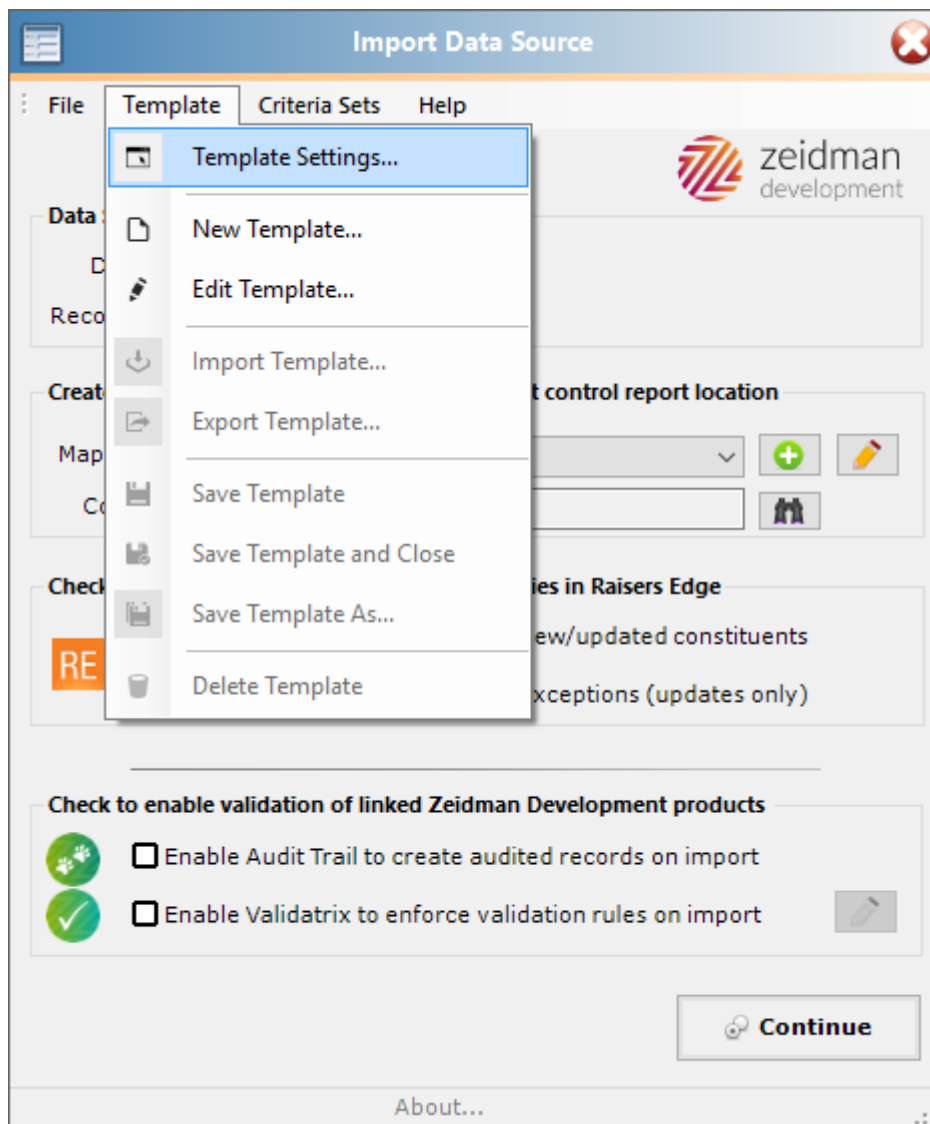 Import Data Source
File Template Criteria Sets Help
Template Settings...
zeidman
development
Data
New Template...
D
Edit Template...
Reco
Import Template...
Creat t control report location
Export Template...
Map
Save Template
Co
Save Template and Close
Check ies in Raisers Edge
Save Template As... ew/updated constituents
RE
Delete Template xceptions (updates only)
Check to enable validation of linked Zeidman Development products
Enable Audit Trail to create audited records on import
Enable Validatrix to enforce validation rules on import
Continue
About...